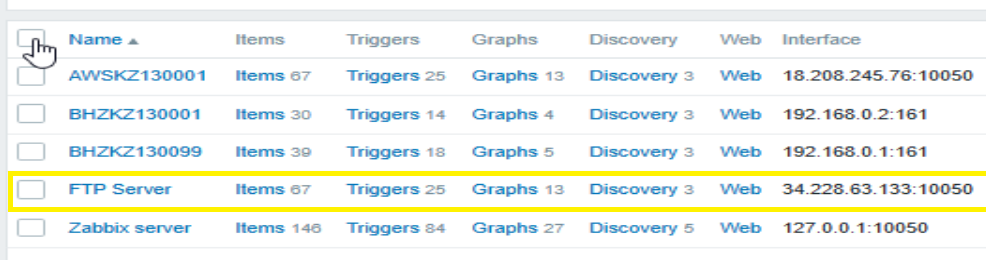 Name Items Triggers Graphs Discovery Web Interface
AWSKZ130001 Items 67 Triggers 25 Graphs 13 Discovery 3 Web 18.208.245.76:10050
BHZKZ130001 Items 30 Triggers 14 Graphs 4 Discovery 3 Web 192.168.0.2:161
BHZKZ130099 Items 39 Triggers 18 Graphs 5 Discovery 3 Web 192.168.0.1:161
FTP Server Items 67 Triggers 25 Graphs 13 Discovery 3 Web 34.228.63.133:10050
Zabbix server Items 146 Triggers 84 Graphs 27 Discovery 5 Web 127.0.0.1:10050